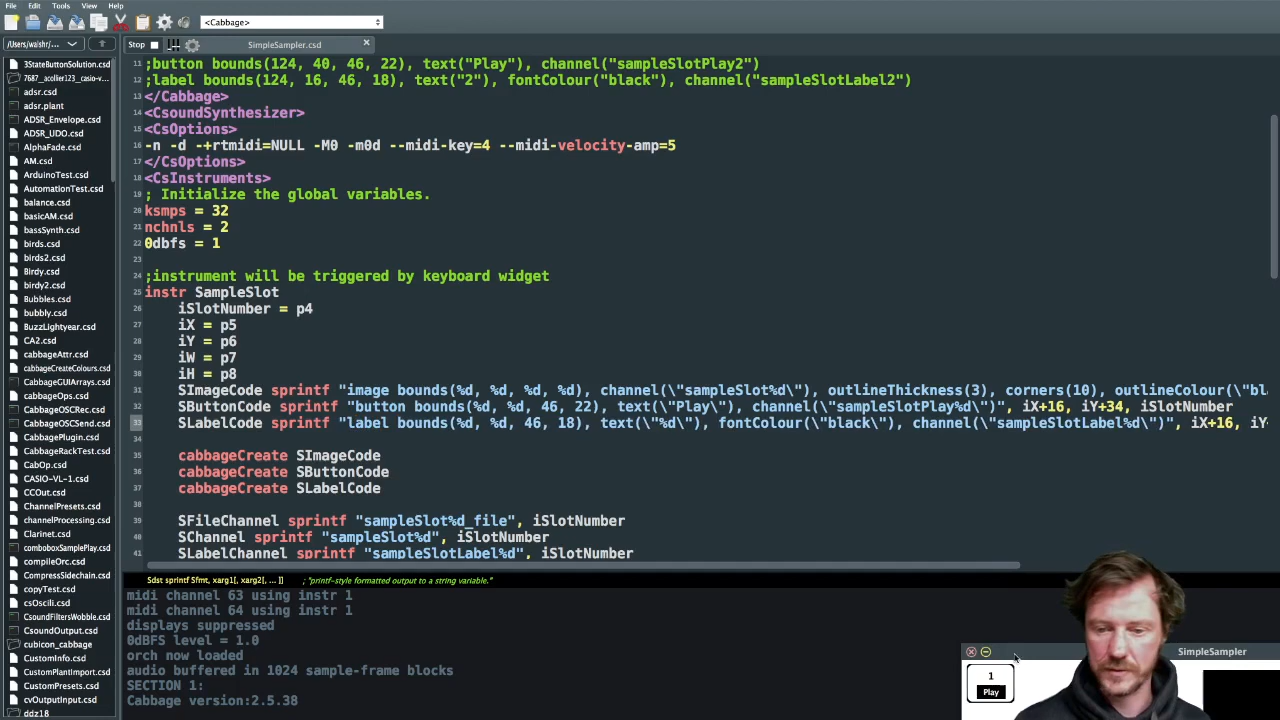 File Edit Tools View Help
<Cabbage>
/Users/walshr/...
Stop
SimpleSampler.csd
3StateButtonSolution.csd
7687_acollier123_casio-v...
adsr.csd
adsr.plant
ADSR_Envelope.csd
ADSR_UDO.csd
AlphaFade.csd
AM.csd
ArduinoTest.csd
AutomationTest.csd
balance.csd
basicAM.csd
bassSynth.csd
birds.csd
birds2.csd
Birdy.csd
birdy2.csd
Bubbles.csd
bubbly.csd
BuzzLightyear.csd
CA2.csd
cabbageAttr.csd
cabbageCreateColours.csd
CabbageGUIArrays.csd
cabbageOps.csd
CabbageOSCRec.csd
CabbageOSCSend.csd
CabbagePlugin.csd
CabbageRackTest.csd
CabOp.csd
CASIO-VL-1.csd
CCOut.csd
ChannelPresets.csd
channelProcessing.csd
Clarinet.csd
comboboxSamplePlay.csd
compileOrc.csd
CompressSidechain.csd
copyTest.csd
csOscili.csd
CsoundFiltersWobble.csd
CsoundOutput.csd
cubicon_cabbage
CustomInfo.csd
CustomPlantImport.csd
CustomPresets.csd
cvOutputInput.csd
ddz18
11 ;button bounds(124, 40, 46, 22), text("Play"), channel("sampleSlotPlay2")
12 ;label bounds(124, 16, 46, 18), text("2"), fontColour("black"), channel("sampleSlotLabel2")
13 </Cabbage>
14 <CsoundSynthesizer>
15 <CsOptions>
16 -n -d -+rtmidi=NULL -M0 -m0d --midi-key=4 --midi-velocity-amp=5
17 </CsOptions>
18 <CsInstruments>
19 ; Initialize the global variables.
20 ksmps = 32
21 nchnls = 2
22 0dbfs = 1
23
24 ;instrument will be triggered by keyboard widget
25 instr SampleSlot
26 iSlotNumber = p4
27 iX = p5
28 iY = p6
29 iW = p7
30 iH = p8
31 SImageCode sprintf "image bounds(%d, %d, %d, %d), channel(\"sampleSlot%d\"), outlineThickness(3), corners(10), outlineColour(\"bl
32 SButtonCode sprintf "button bounds(%d, %d, 46, 22), text(\"Play\"), channel(\"sampleSlotPlay%d\")", iX+16, iY+34, iSlotNumber
33 SLabelCode sprintf "label bounds(%d, %d, 46, 18), text(\"%d\"), fontColour(\"black\"), channel(\"sampleSlotLabel%d\")", iX+16, iY+
34
35 cabbageCreate SImageCode
36 cabbageCreate SButtonCode
37 cabbageCreate SLabelCode
38
39 SFileChannel sprintf "sampleSlot%d_file", iSlotNumber
40 SChannel sprintf "sampleSlot%d", iSlotNumber
41 SLabelChannel sprintf "sampleSlotLabel%d", iSlotNumber
Sdst sprintf Sfmt, xarg1[, xarg2[, ... ]] ; "printf-style formatted output to a string variable."
midi channel 63 using instr 1
midi channel 64 using instr 1
displays suppressed
0dBFS level = 1.0
orch now loaded
audio buffered in 1024 sample-frame blocks
SECTION 1:
Cabbage version:2.5.38
SimpleSampler
1
Play